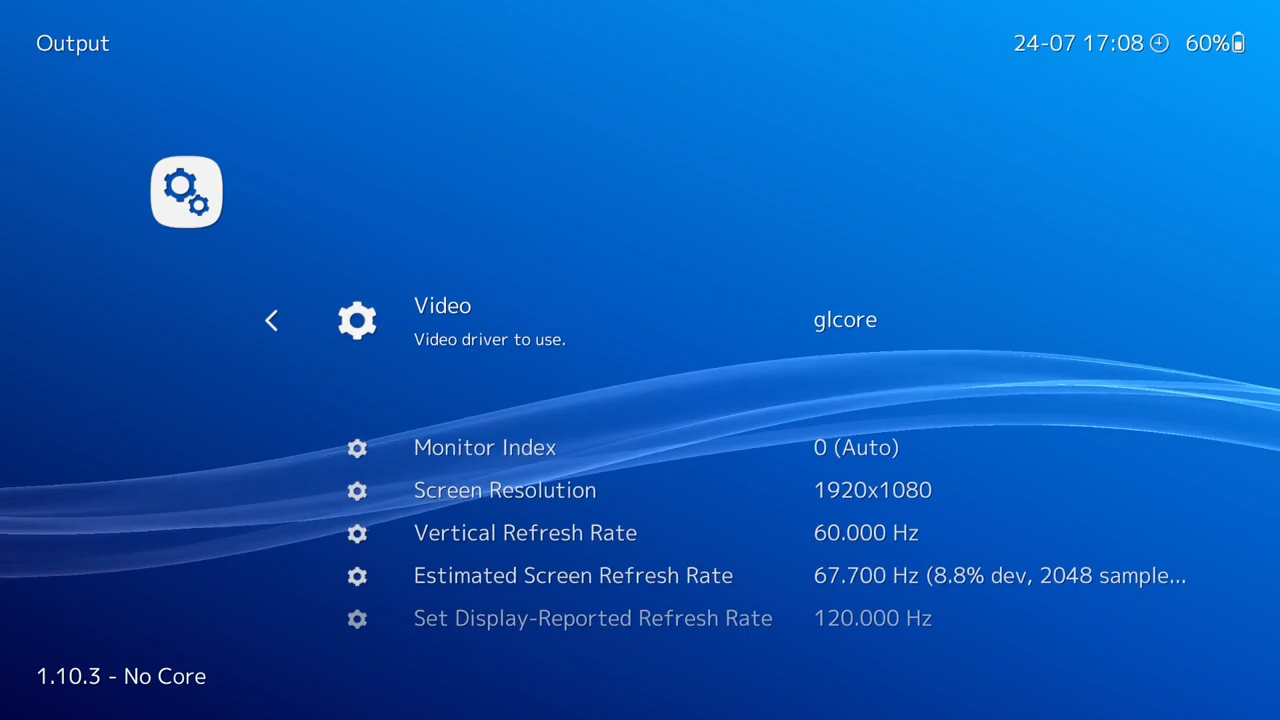 Output
24-07 17:08 60%
Video
Video driver to use.
glcore
Monitor Index 0 (Auto)
Screen Resolution 1920x1080
Vertical Refresh Rate 60.000 Hz
Estimated Screen Refresh Rate 67.700 Hz (8.8% dev, 2048 sample...
Set Display-Reported Refresh Rate 120.000 Hz
1.10.3 - No Core